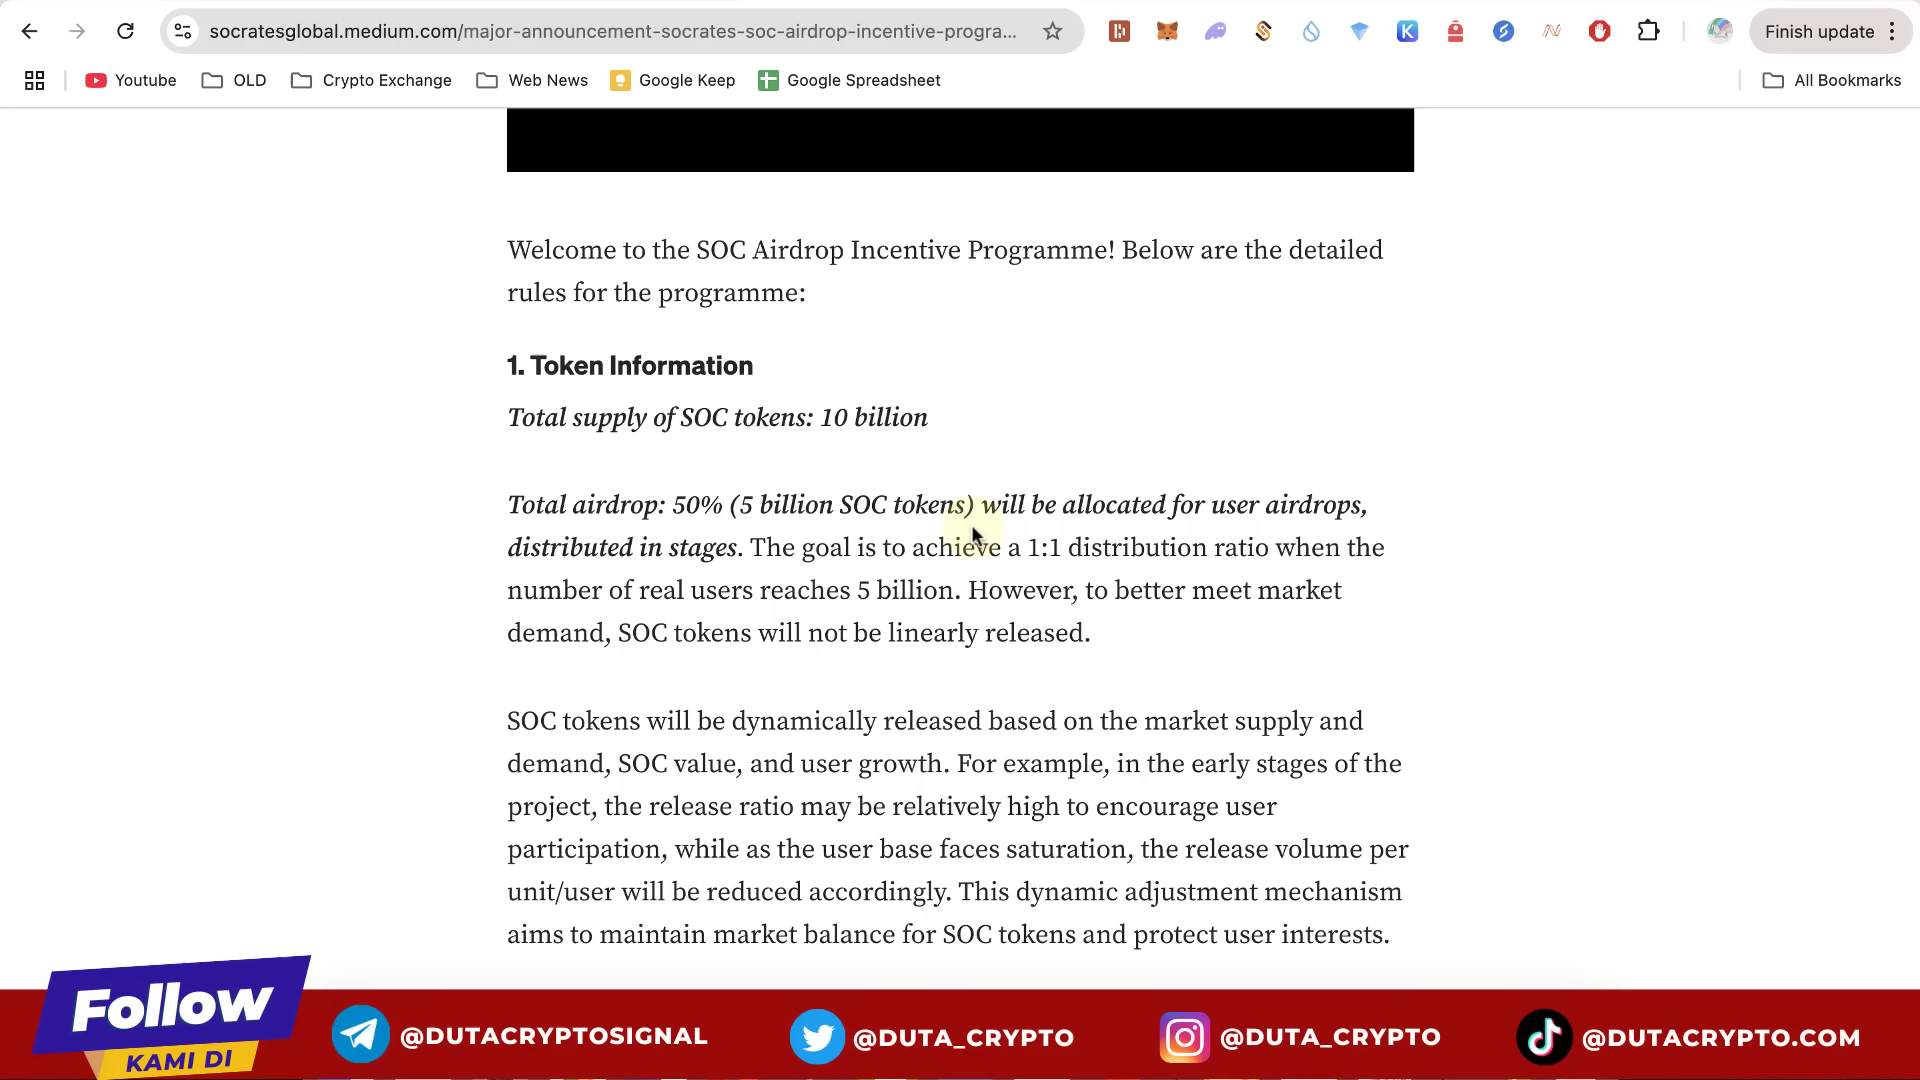 socratesglobal.medium.com/major-announcement-socrates-soc-airdrop-incentive-progra...
Finish update
Youtube
OLD
Crypto Exchange
Web News
Google Keep
Google Spreadsheet
All Bookmarks
Welcome to the SOC Airdrop Incentive Programme! Below are the detailed
rules for the programme:
1. Token Information
Total supply of SOC tokens: 10 billion
Total airdrop: 50% (5 billion SOC tokens) will be allocated for user airdrops,
distributed in stages. The goal is to achieve a 1:1 distribution ratio when the
number of real users reaches 5 billion. However, to better meet market
demand, SOC tokens will not be linearly released.
SOC tokens will be dynamically released based on the market supply and
demand, SOC value, and user growth. For example, in the early stages of the
project, the release ratio may be relatively high to encourage user
participation, while as the user base faces saturation, the release volume per
unit/user will be reduced accordingly. This dynamic adjustment mechanism
aims to maintain market balance for SOC tokens and protect user interests.
Follow
KAMI DI
@DUTACRYPTOSIGNAL
@DUTA_CRYPTO
@DUTA_CRYPTO
@DUTACRYPTO.COM